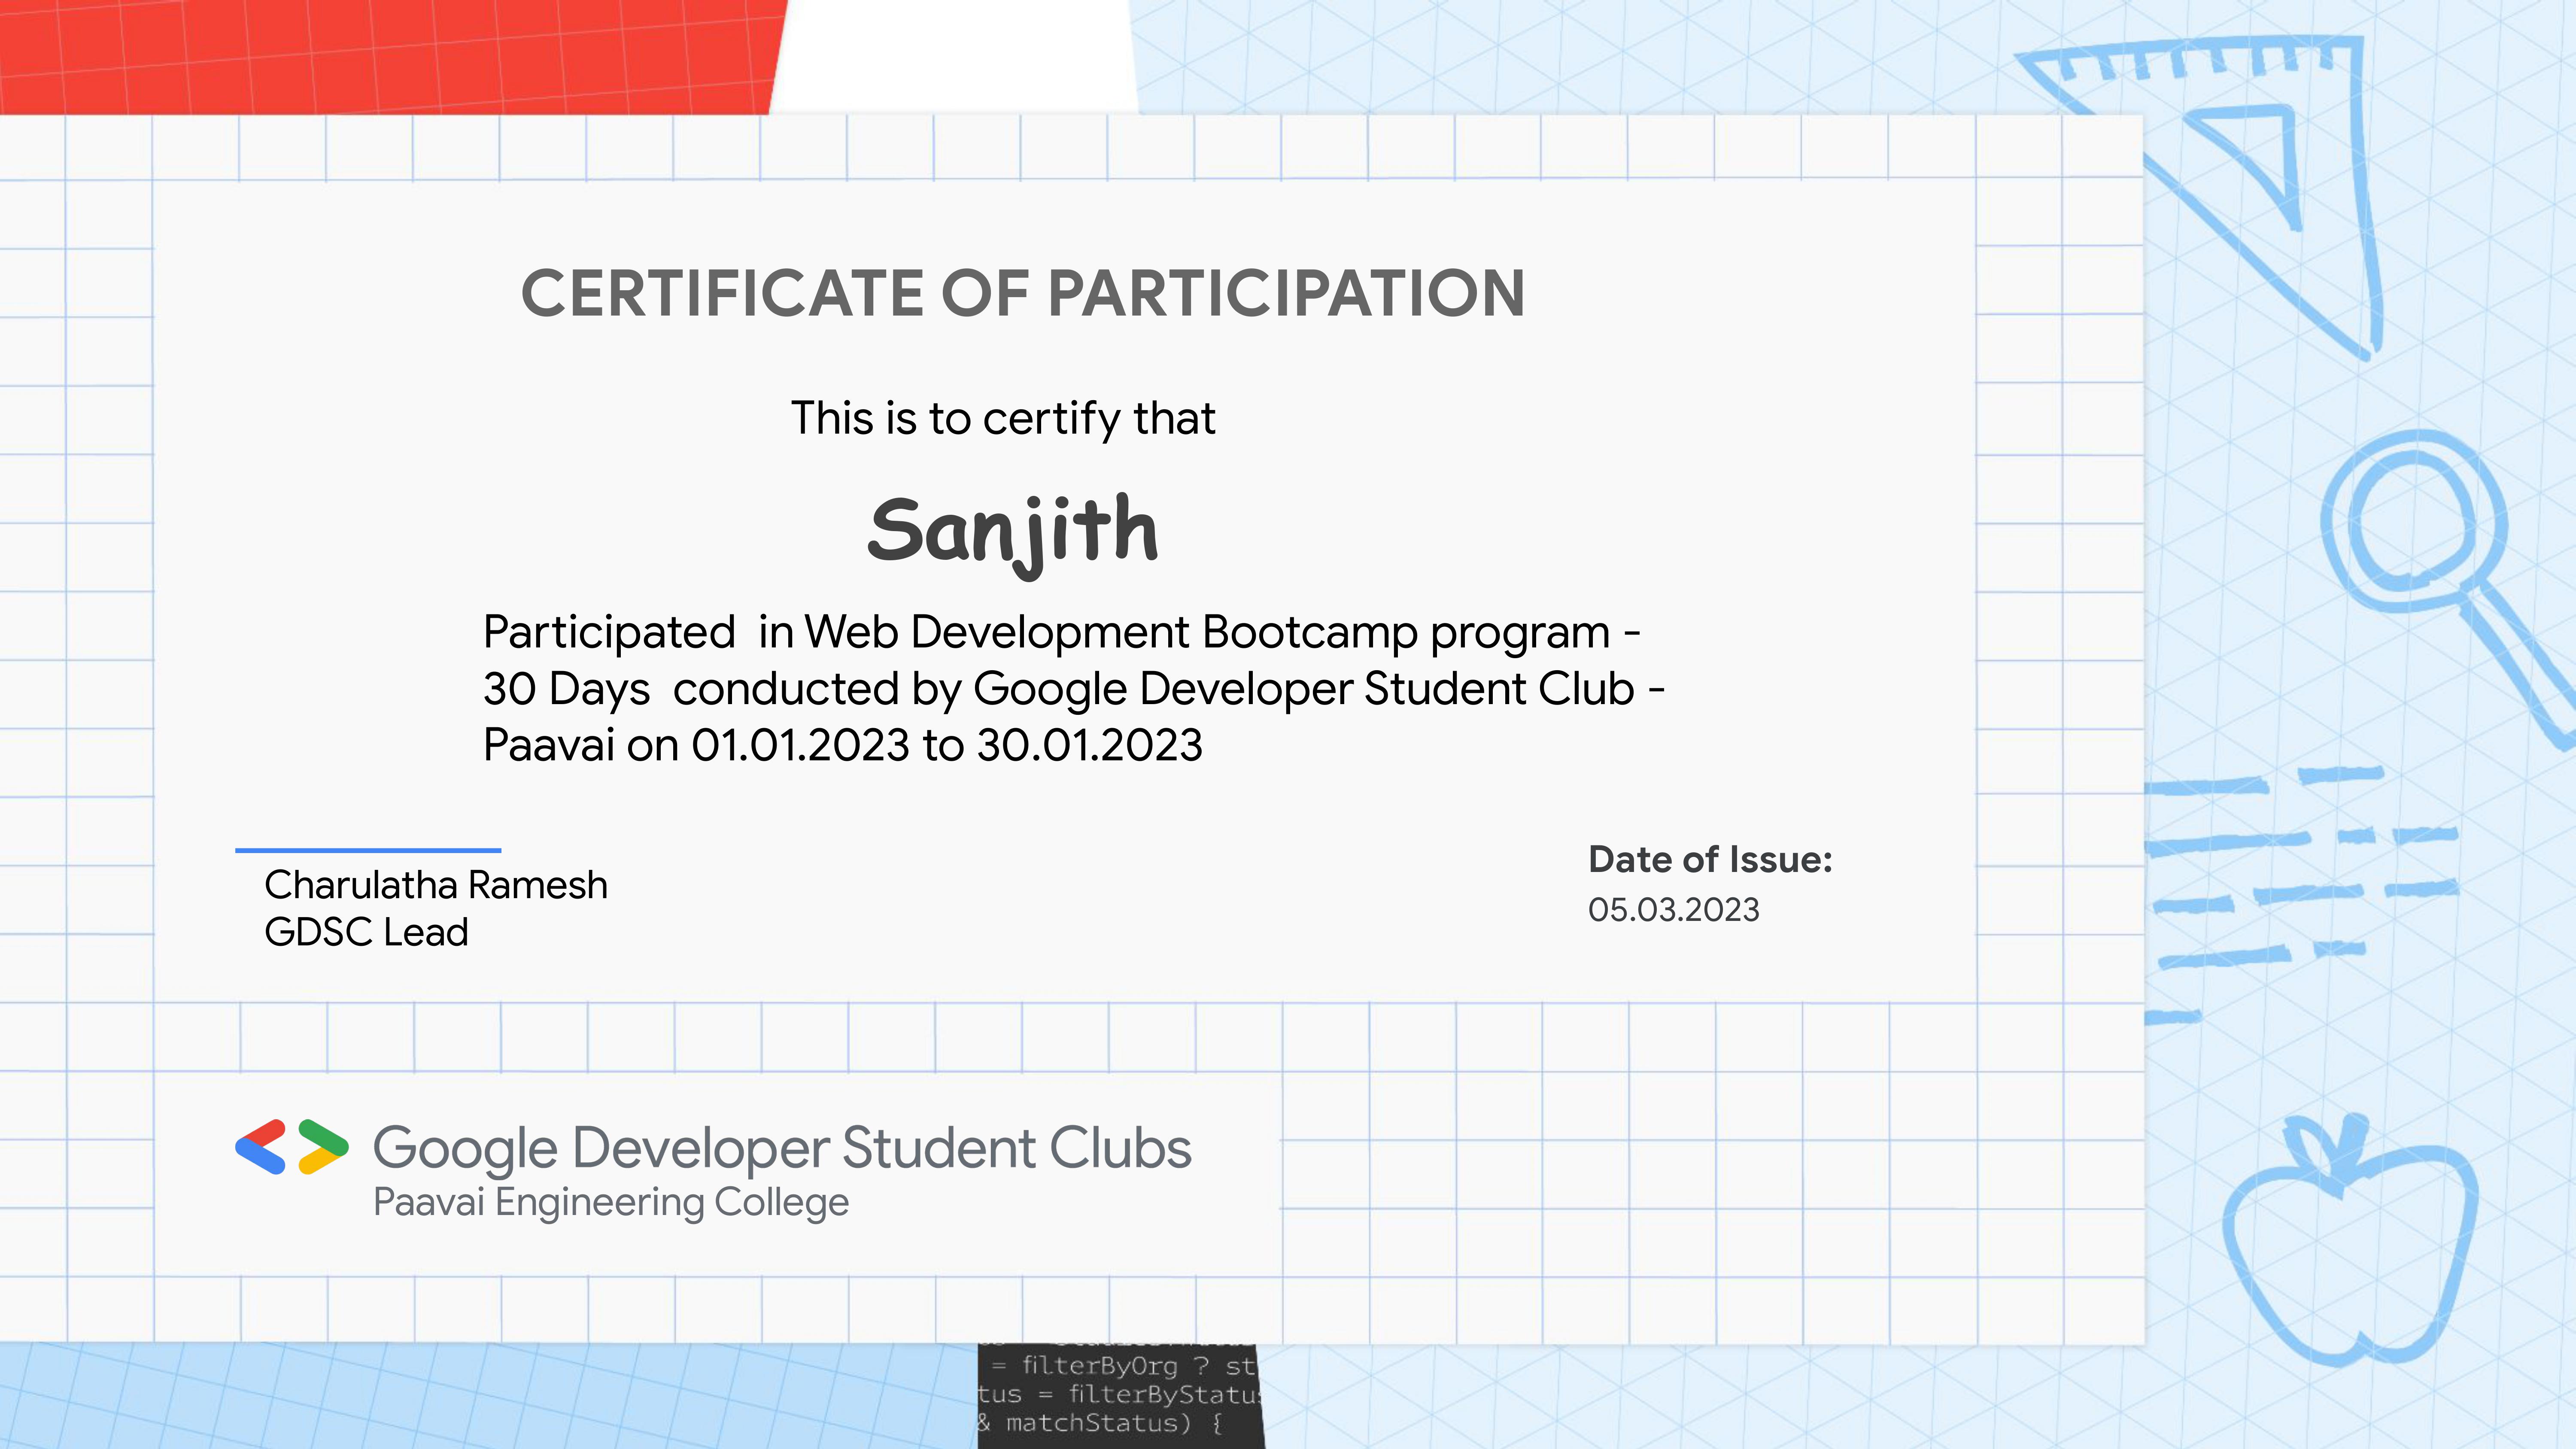 CERTIFICATE OF PARTICIPATION
This is to certify that
Sanjith
Participated  in Web Development Bootcamp program -
30 Days  conducted by Google Developer Student Club -
Paavai on 01.01.2023 to 30.01.2023
Charulatha Ramesh
GDSC Lead
Date of Issue:
05.03.2023
Google Developer Student Clubs
Paavai Engineering College
= filterByOrg ? st
tus = filterByStatus
& matchStatus) {